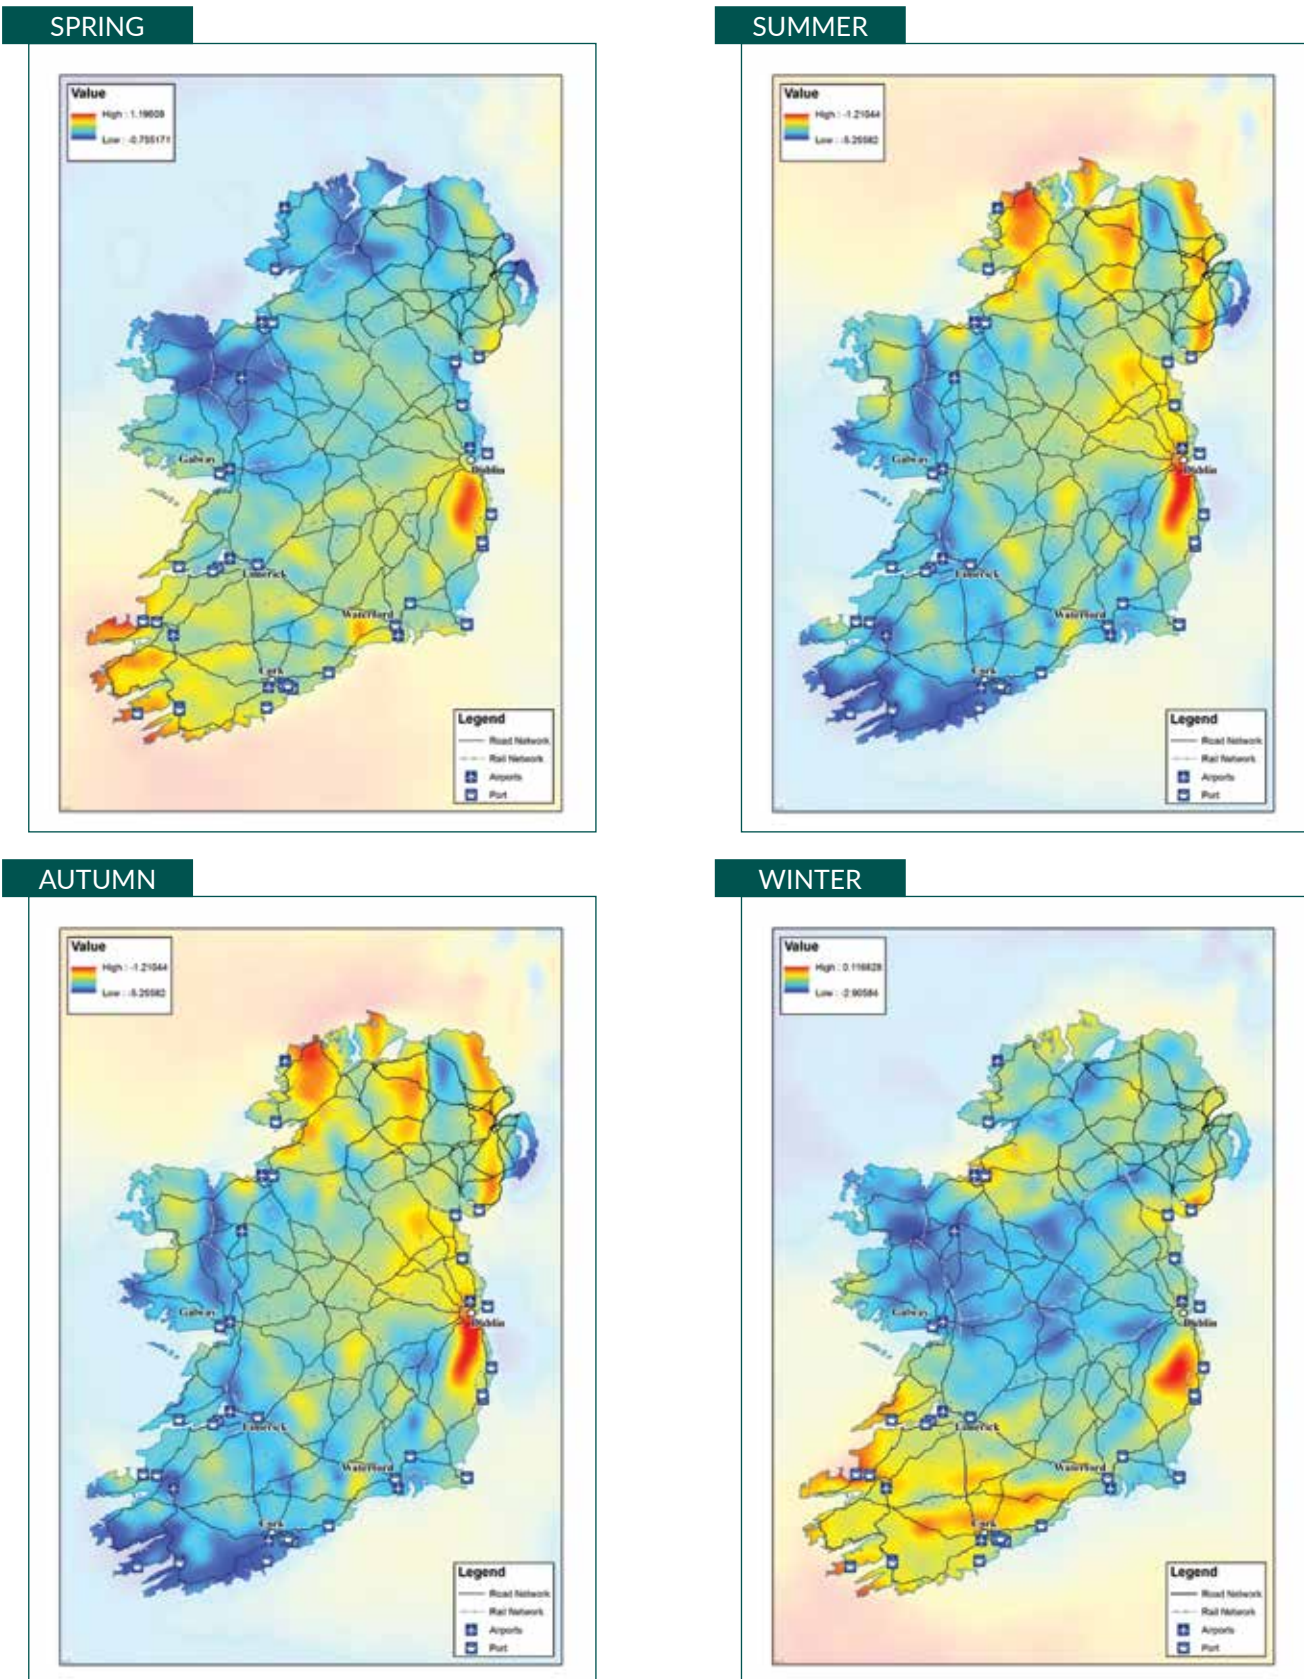 SPRING
Value
High : 1.19608
Low : -0.755171
Galway
Dublin
Limerick
Waterford
Cork
Legend
Road Network
Rail Network
Airports
Port
SUMMER
Value
High : -1.21044
Low : -5.25582
Galway
Dublin
Limerick
Waterford
Cork
Legend
Road Network
Rail Network
Airports
Port
AUTUMN
Value
High : -1.21044
Low : -5.25582
Galway
Dublin
Limerick
Waterford
Cork
Legend
Road Network
Rail Network
Airports
Port
WINTER
Value
High : 0.116828
Low : -2.90584
Galway
Dublin
Limerick
Waterford
Cork
Legend
Road Network
Rail Network
Airports
Port